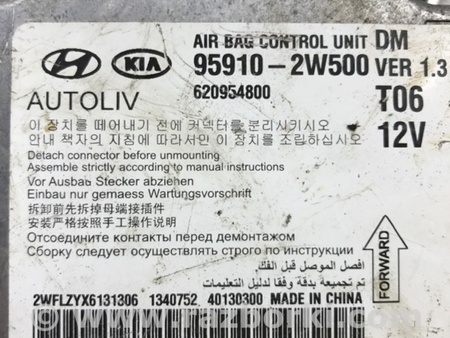 AIR BAG CONTROL UNIT DM
HYUNDAI KIA 95910-2W500 VER 1.3
AUTOLIV 620954800 T06
이 장치를 떼어내기 전에 커넥터를 분리시키시오 12V
안내 책자의 지침에 따라서 이 장치를 조립하십시오
Detach connector before unmounting
Assemble strictly according to manual instructions
Vor Ausbau Stecker abziehen
Einbau nur gemaess Wartungsvorschrift
拆卸前先拆掉母端接插件
安装严格按照手工操作说明
Отсоедините контакты перед демонтажем
Сборку следует осуществлять строго по инструкции
افصل الموصل قبل الفك
تم تجميعة بدقة وفقا لدليل التعليمات
FORWARD
2WFLZYX6131306 1340752 40130300 MADE IN CHINA
www.razborki.com